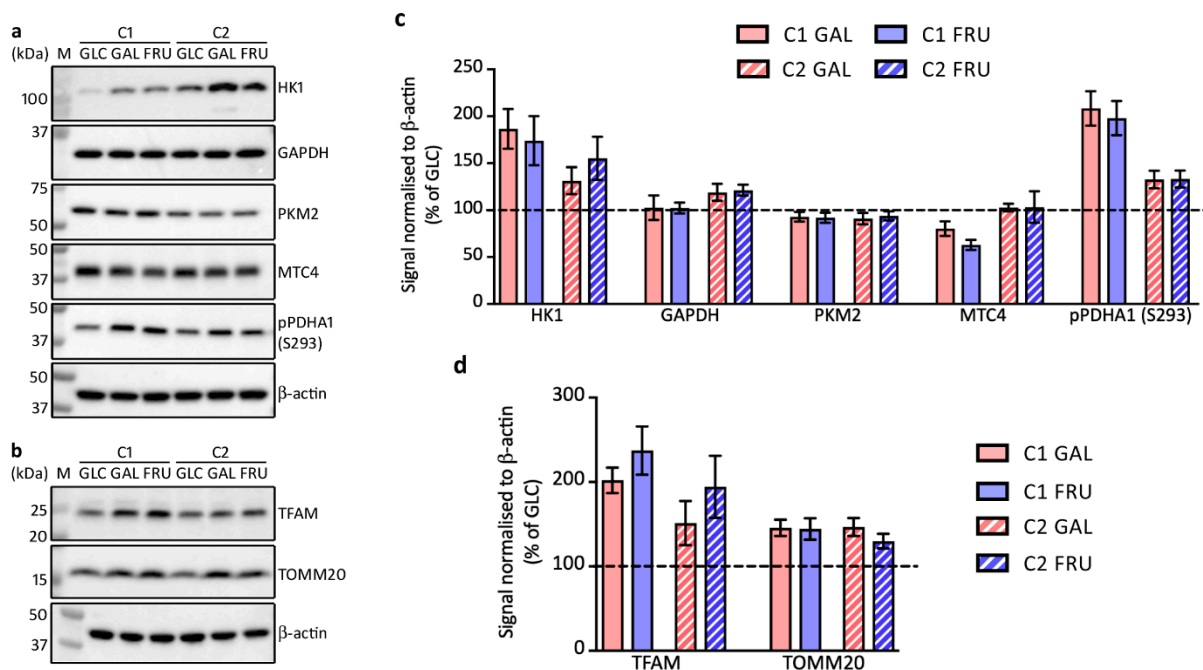 a
C1 C2
(kDa) M GLC GAL FRU GLC GAL FRU
100 HK1
37 GAPDH
75
50 PKM2
50
37 MTC4
50
37 pPDHA1
(S293)
50
37 β-actin
b
C1 C2
(kDa) M GLC GAL FRU GLC GAL FRU
25 TFAM
20
15 TOMM20
50
37 β-actin
c
C1 GAL C1 FRU
C2 GAL C2 FRU
Signal normalised to β-actin
(% of GLC)
250
200
150
100
50
0
HK1 GAPDH PKM2 MTC4 pPDHA1 (S293)
d
Signal normalised to β-actin
(% of GLC)
300
200
100
100
TFAM TOMM20
C1 GAL
C1 FRU
C2 GAL
C2 FRU